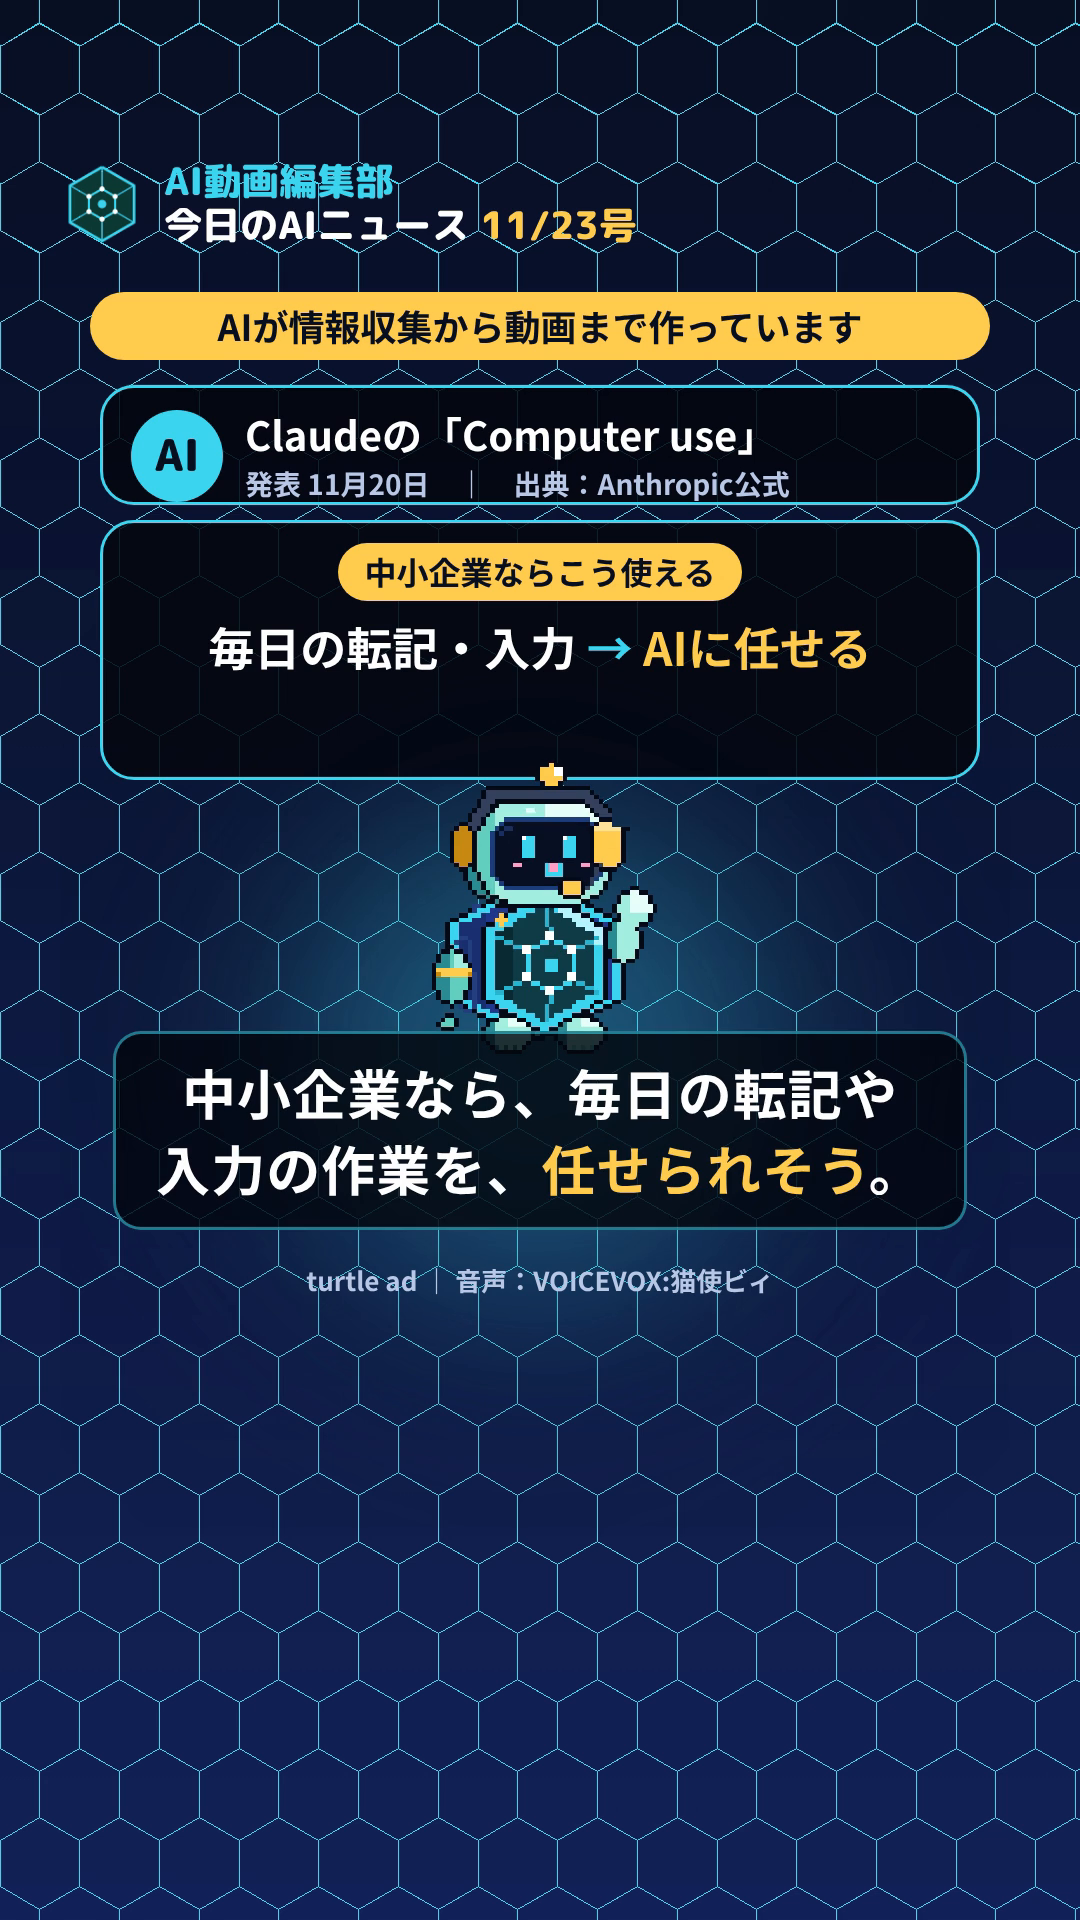 AI動画編集部
今日のAIニュース 11/23号
AIが情報収集から動画まで作っています
AI
Claudeの「Computer use」
発表 11月20日 ｜ 出典：Anthropic公式
中小企業ならこう使える
毎日の転記・入力 → AIに任せる
中小企業なら、毎日の転記や
入力の作業を、任せられそう。
turtle ad ｜ 音声：VOICEVOX:猫使ビィ